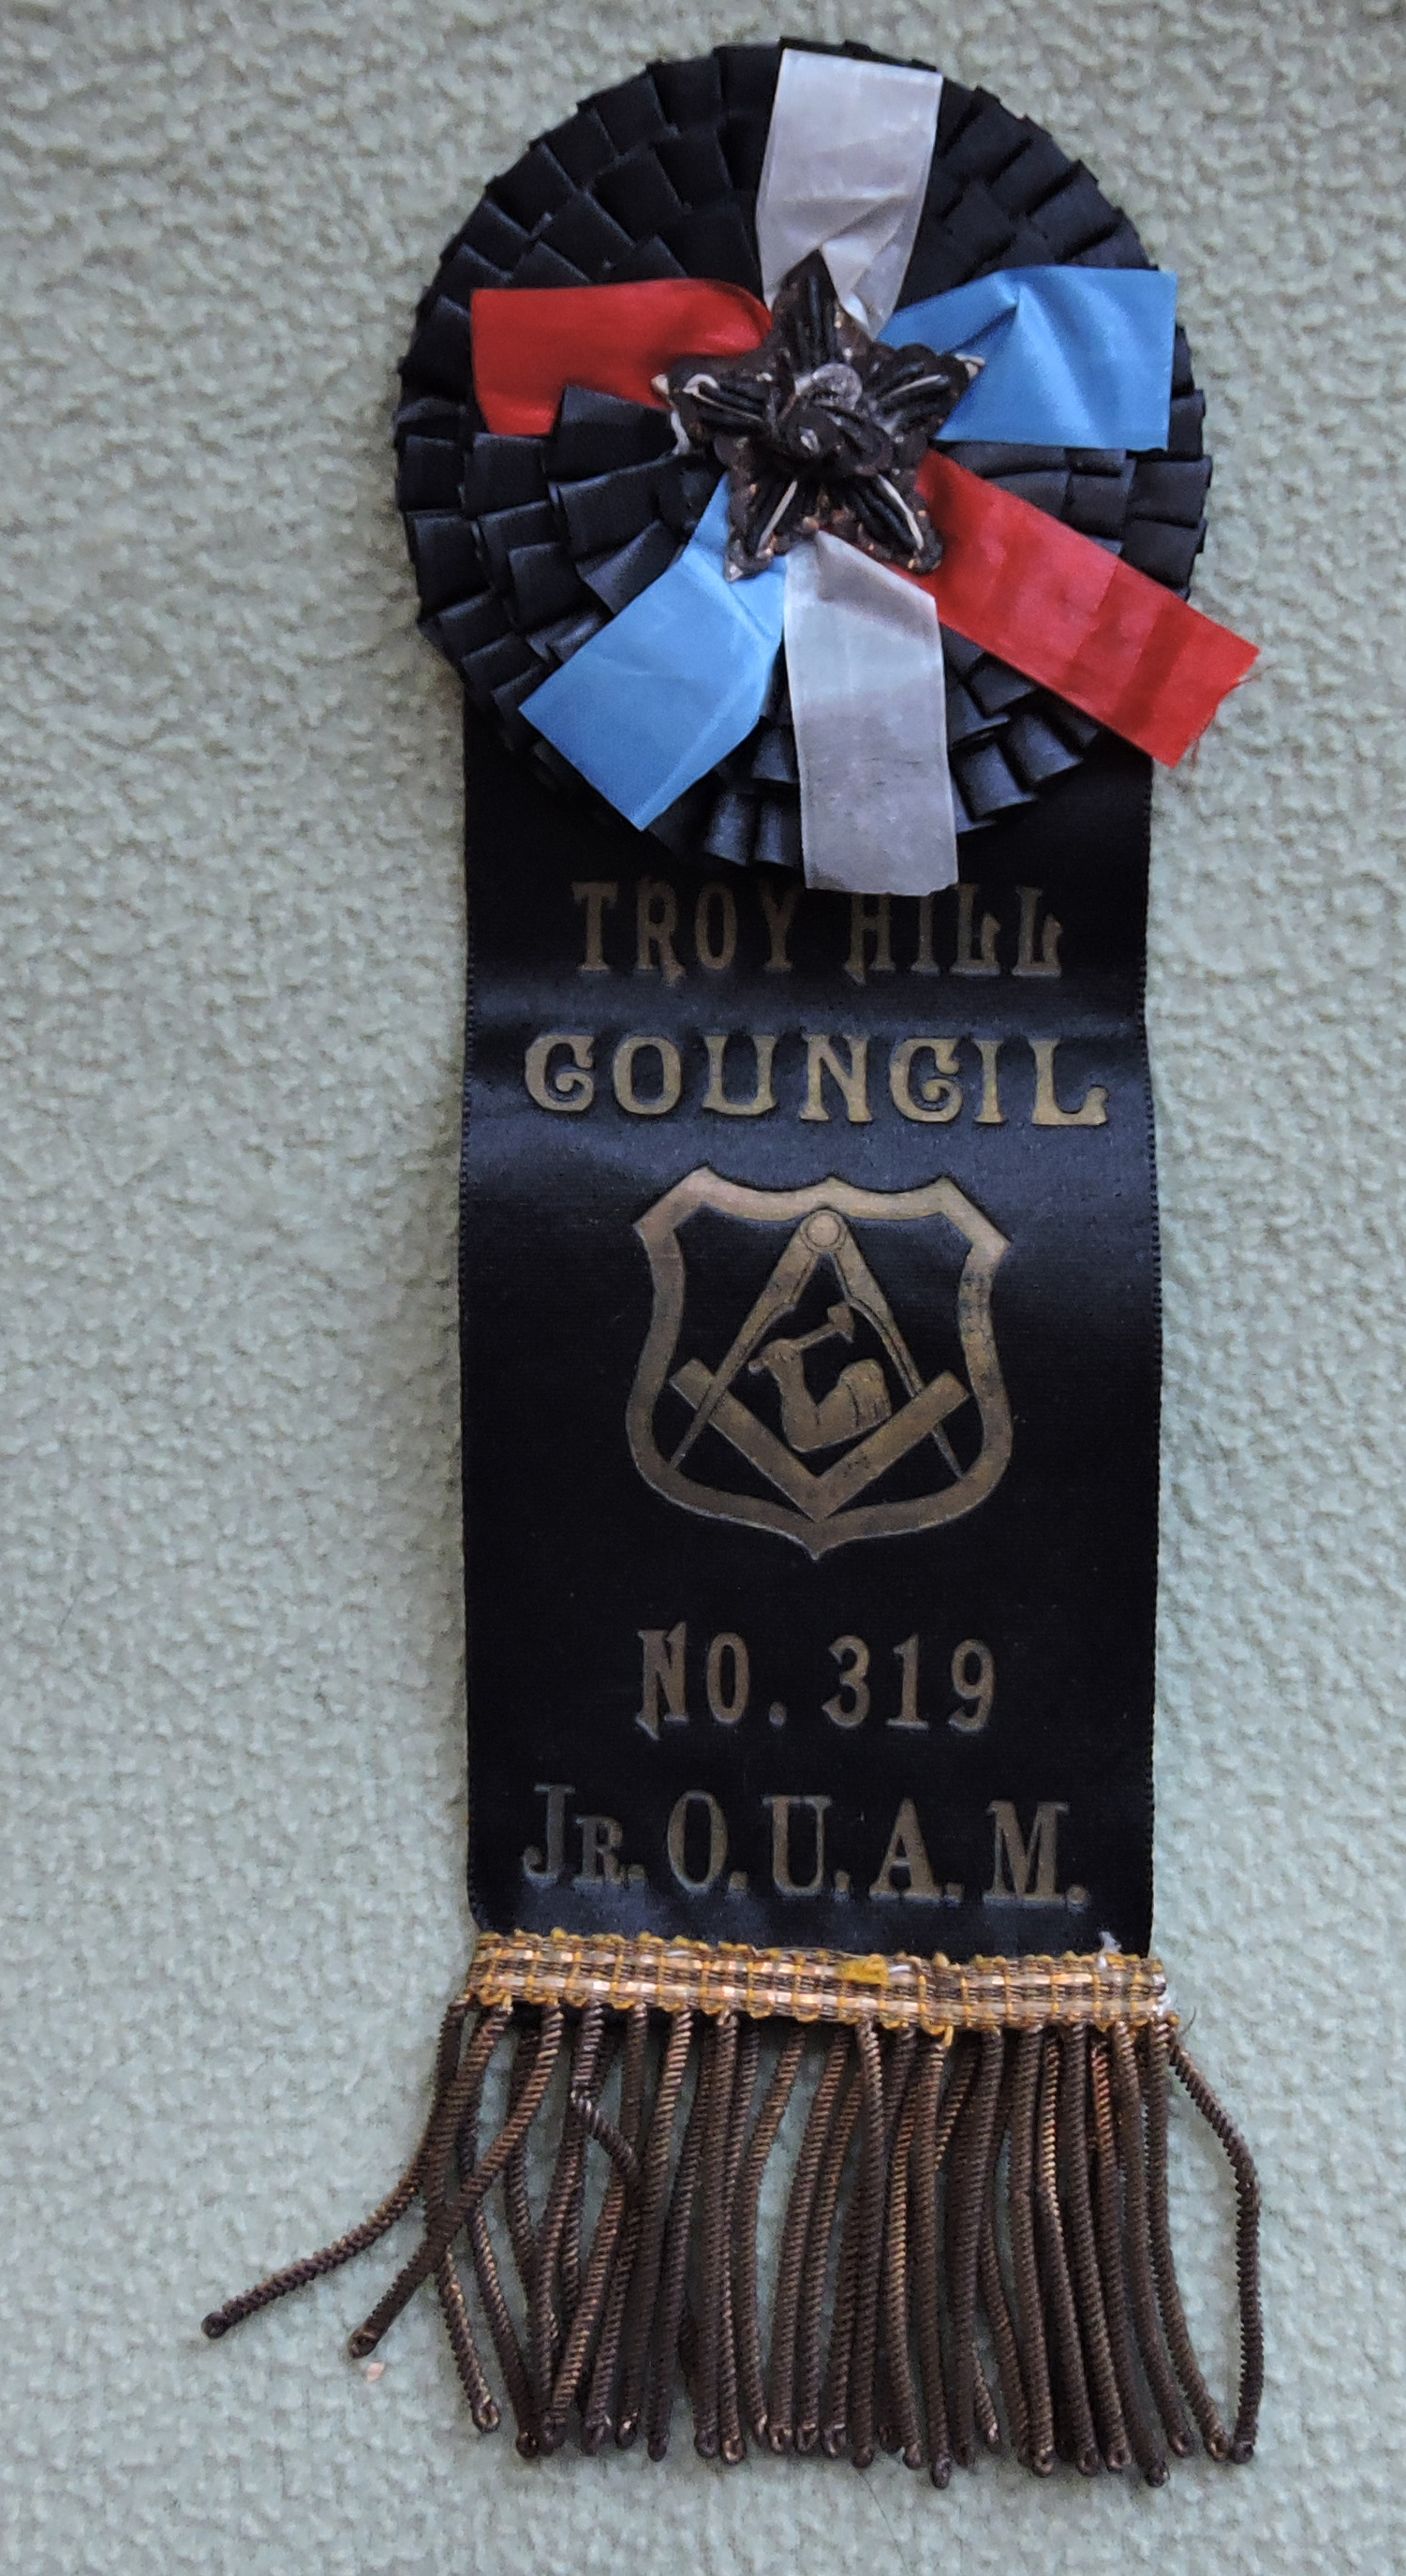 TROY HILL
COUNCIL
NO. 319
JR. O. U. A. M.